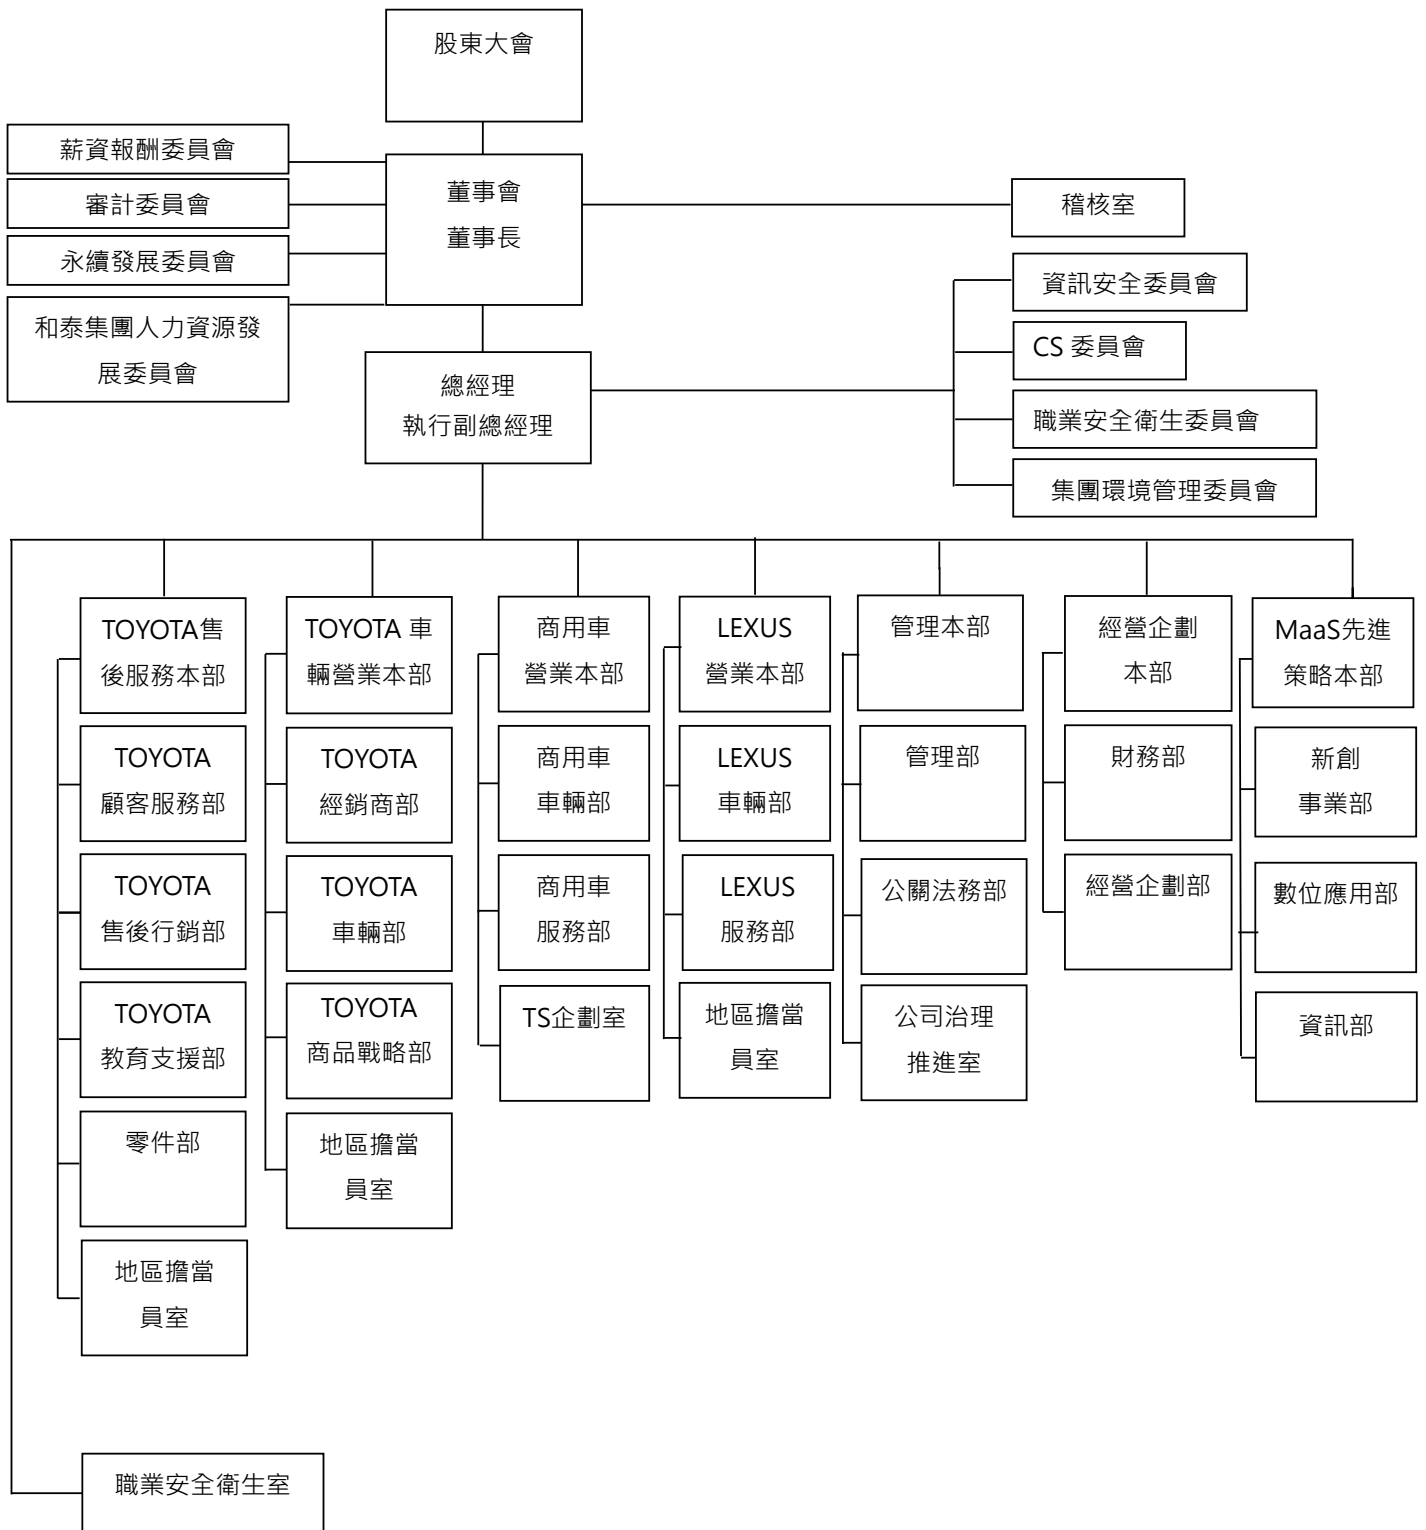 股東大會
薪資報酬委員會
審計委員會
永續發展委員會
和泰集團人力資源發
展委員會
董事會
董事長
稽核室
總經理
執行副總經理
資訊安全委員會
CS 委員會
職業安全衛生委員會
集團環境管理委員會
TOYOTA售
後服務本部
TOYOTA
顧客服務部
TOYOTA
售後行銷部
TOYOTA
教育支援部
零件部
地區擔當
員室
TOYOTA 車
輛營業本部
TOYOTA
經銷商部
TOYOTA
車輛部
TOYOTA
商品戰略部
地區擔當
員室
商用車
營業本部
商用車
車輛部
商用車
服務部
TS企劃室
LEXUS
營業本部
LEXUS
車輛部
LEXUS
服務部
地區擔當
員室
管理本部
管理部
公關法務部
公司治理
推進室
經營企劃
本部
財務部
經營企劃部
MaaS先進
策略本部
新創
事業部
數位應用部
資訊部
職業安全衛生室